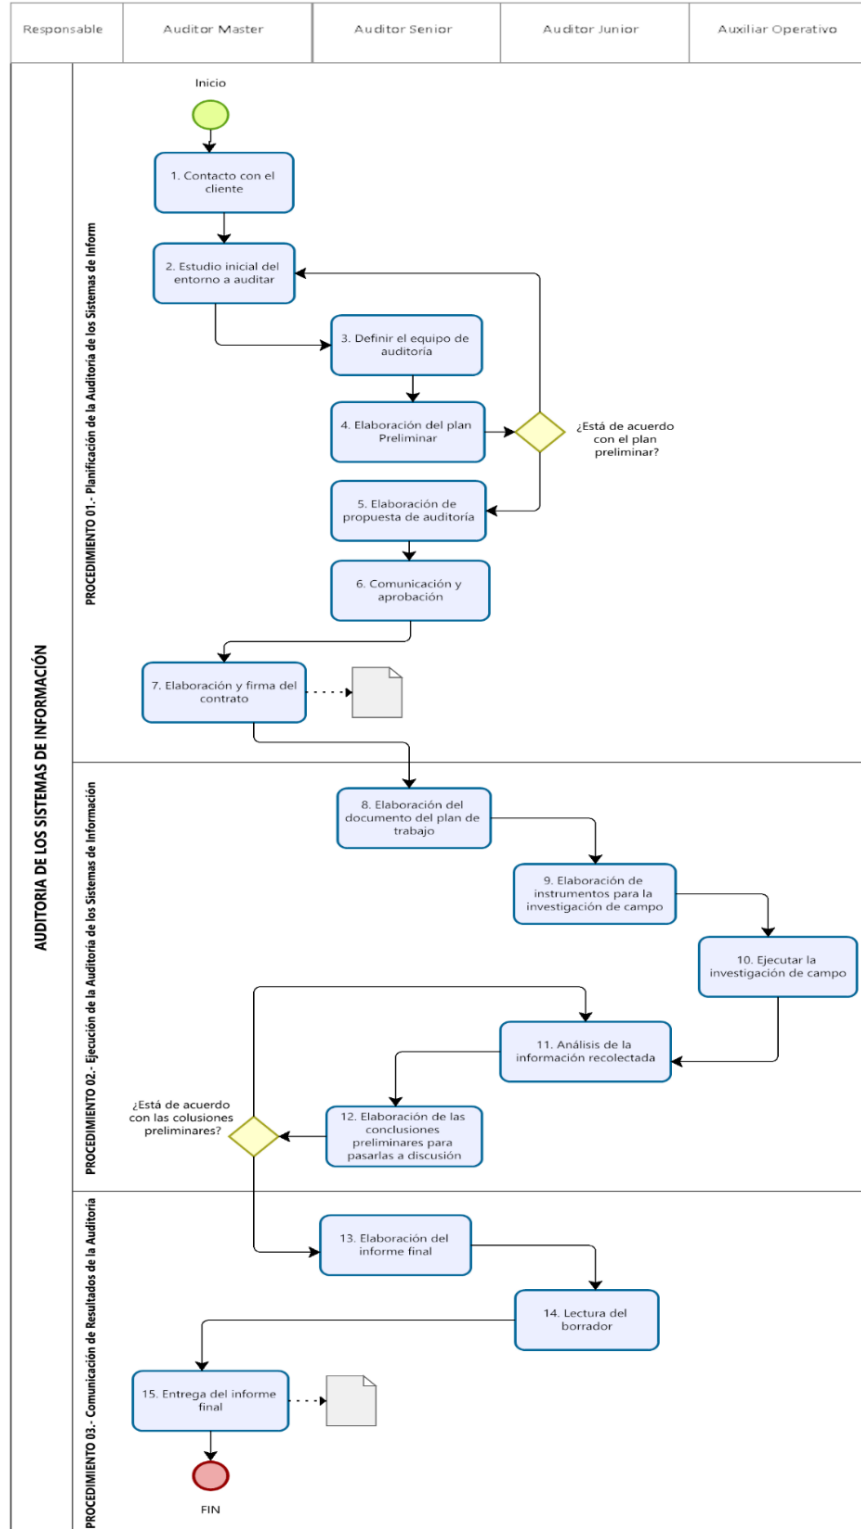 Responsable
Auditor Master
Auditor Senior
Auditor Junior
Auxiliar Operativo
AUDITORIA DE LOS SISTEMAS DE INFORMACIÓN
PROCEDIMIENTO 01.- Planificación de la Auditoria de los Sistemas de Inform
Inicio
1. Contacto con el
cliente
2. Estudio inicial del
entorno a auditar
3. Definir el equipo de
auditoría
4. Elaboración del plan
Preliminar
¿Está de acuerdo
con el plan
preliminar?
5. Elaboración de
propuesta de auditoría
6. Comunicación y
aprobación
7. Elaboración y firma del
contrato
PROCEDIMIENTO 02.- Ejecución de la Auditoria de los Sistemas de Información
8. Elaboración del
documento del plan de
trabajo
9. Elaboración de
instrumentos para la
investigación de campo
10. Ejecutar la
investigación de campo
11. Análisis de la
información recolectada
¿Está de acuerdo
con las colusiones
preliminares?
12. Elaboración de las
conclusiones
preliminares para
pasarlas a discusión
PROCEDIMIENTO 03.- Comunicación de Resultados de la Auditoria
13. Elaboración del
informe final
14. Lectura del
borrador
15. Entrega del informe
final
FIN